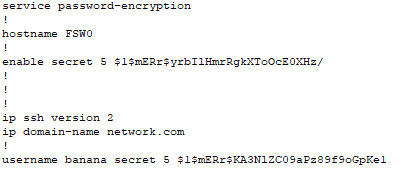 service password-encryption
!
hostname FSW0
!
enable secret 5 $1$mERr$yrbIlHmrRgkXToOcE0XHz/
!
!
!
ip ssh version 2
ip domain-name network.com
!
username banana secret 5 $1$mERr$KA3NlZC09aPz89f9oGpKe1